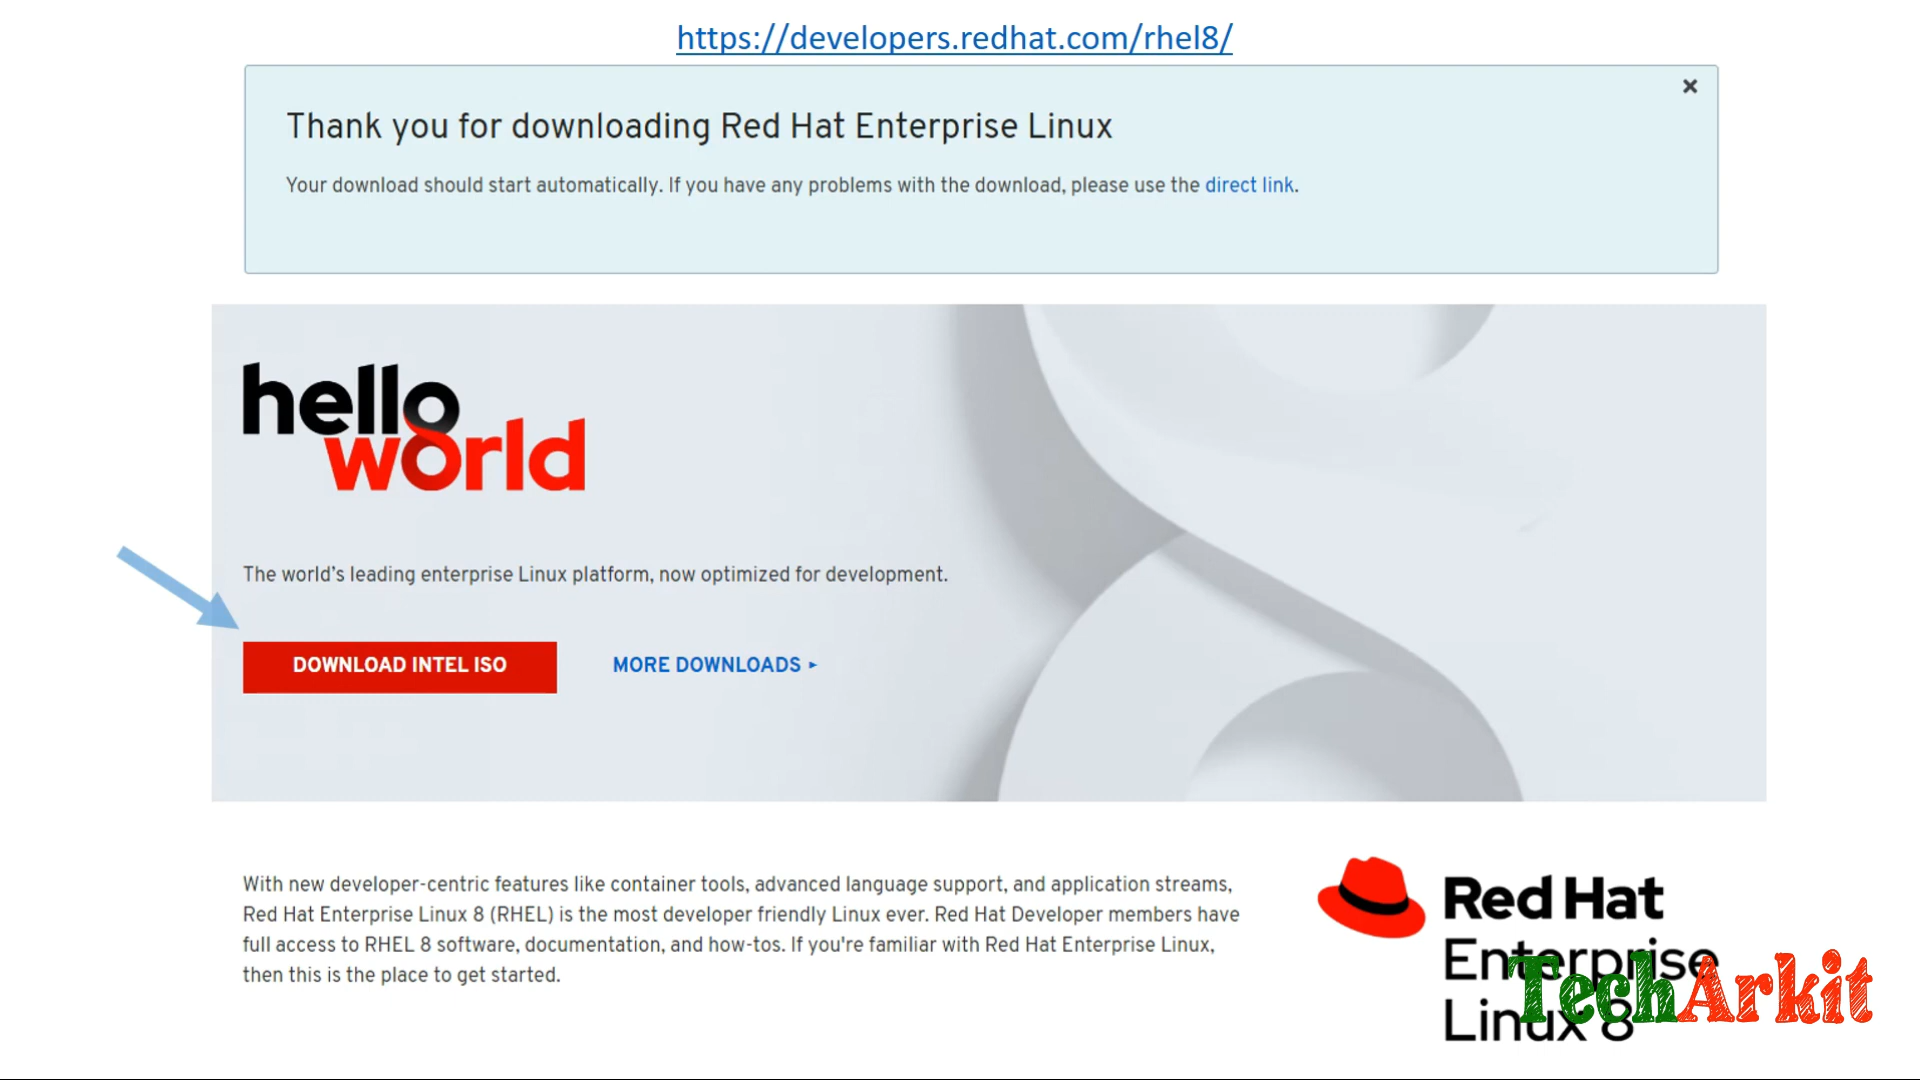 https://developers.redhat.com/rhel8/
×
Thank you for downloading Red Hat Enterprise Linux
Your download should start automatically. If you have any problems with the download, please use the direct link.
hello
world
The world’s leading enterprise Linux platform, now optimized for development.
DOWNLOAD INTEL ISO
MORE DOWNLOADS ▸
With new developer-centric features like container tools, advanced language support, and application streams,
Red Hat Enterprise Linux 8 (RHEL) is the most developer friendly Linux ever. Red Hat Developer members have
full access to RHEL 8 software, documentation, and how-tos. If you're familiar with Red Hat Enterprise Linux,
then this is the place to get started.
Red Hat
Enterprise
Linux 8
TechArkit